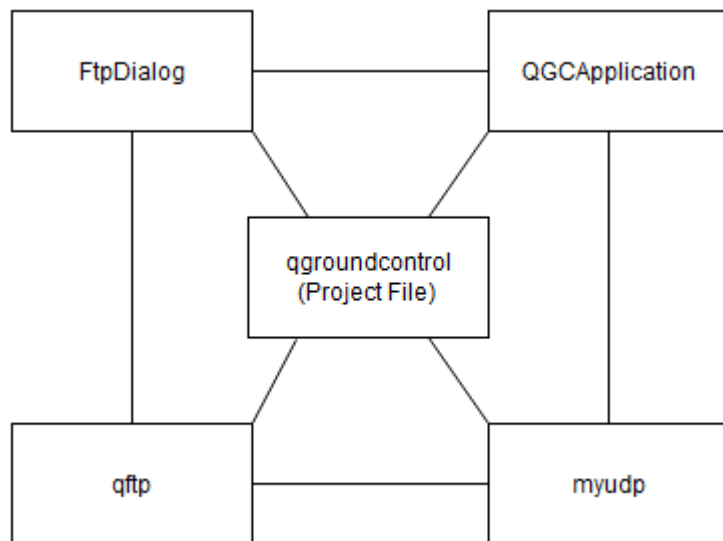 FtpDialog
QGCApplication
qgroundcontrol
(Project File)
qftp
myudp